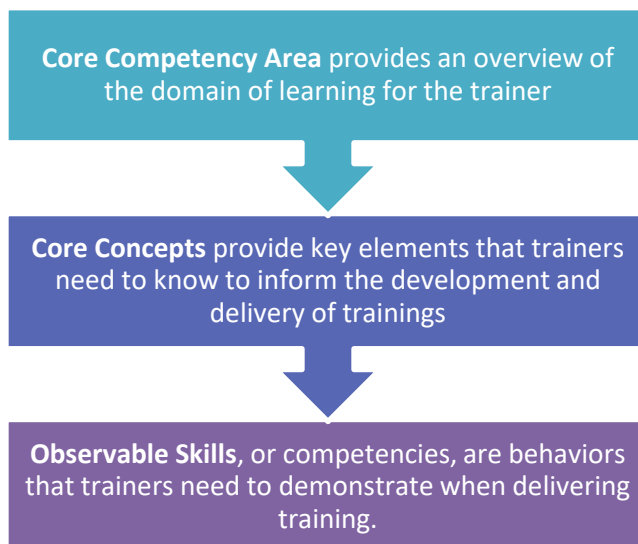 Core Competency Area provides an overview of
the domain of learning for the trainer
Core Concepts provide key elements that trainers
need to know to inform the development and
delivery of trainings
Observable Skills, or competencies, are behaviors
that trainers need to demonstrate when delivering
training.